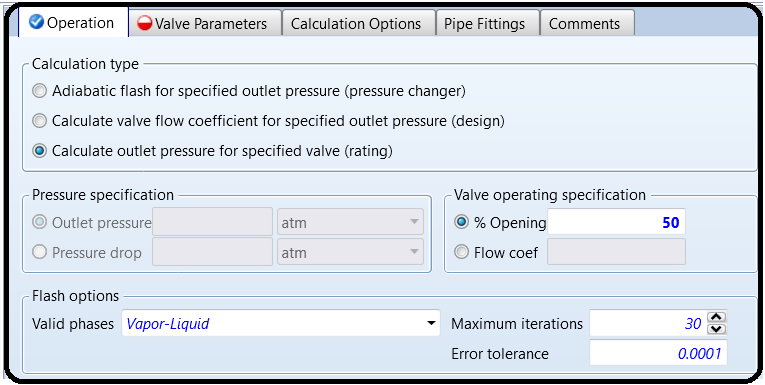 Operation Valve Parameters Calculation Options Pipe Fittings Comments
Calculation type
Adiabatic flash for specified outlet pressure (pressure changer)
Calculate valve flow coefficient for specified outlet pressure (design)
Calculate outlet pressure for specified valve (rating)
Pressure specification
Outlet pressure atm
Pressure drop atm
Valve operating specification
% Opening 50
Flow coef
Flash options
Valid phases Vapor-Liquid
Maximum iterations 30
Error tolerance 0.0001